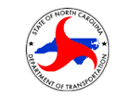 STATE OF NORTH CAROLINA
DEPARTMENT OF TRANSPORTATION